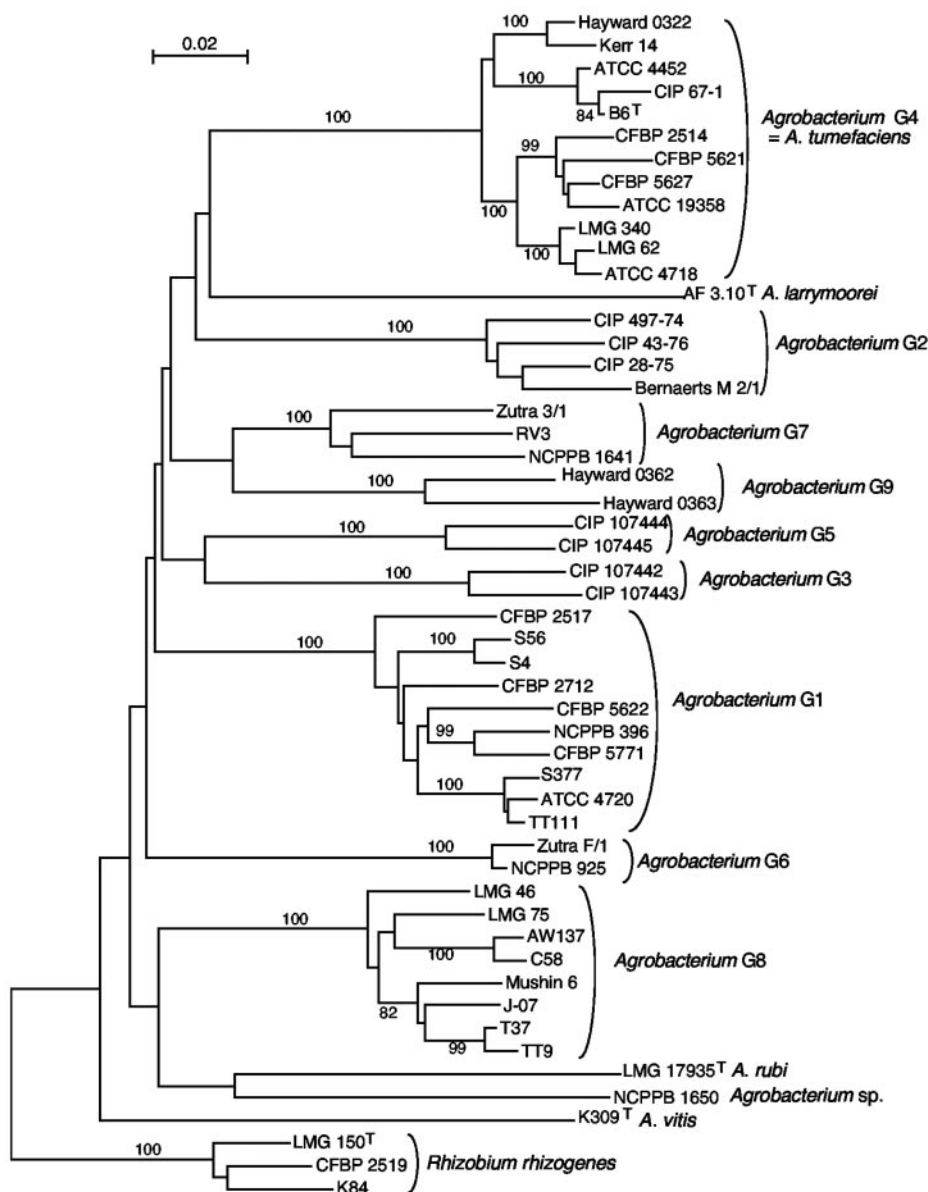 0.02
100
Hayward 0322
Kerr 14
100
ATCC 4452
CIP 67-1
84
B6T
100
99
CFBP 2514
CFBP 5621
CFBP 5627
ATCC 19358
100
100
LMG 340
LMG 62
ATCC 4718
Agrobacterium G4
= A. tumefaciens
AF 3.10T A. larrymoorei
100
CIP 497-74
CIP 43-76
CIP 28-75
Bernaerts M 2/1
Agrobacterium G2
100
Zutra 3/1
RV3
NCPPB 1641
Agrobacterium G7
100
Hayward 0362
Hayward 0363
Agrobacterium G9
100
CIP 107444
CIP 107445
Agrobacterium G5
100
CIP 107442
CIP 107443
Agrobacterium G3
100
CFBP 2517
100
S56
S4
CFBP 2712
CFBP 5622
99
NCPPB 396
CFBP 5771
100
S377
ATCC 4720
TT111
Agrobacterium G1
100
Zutra F/1
NCPPB 925
Agrobacterium G6
100
LMG 46
LMG 75
100
AW137
C58
82
Mushin 6
J-07
99
T37
TT9
Agrobacterium G8
LMG 17935T A. rubi
NCPPB 1650 Agrobacterium sp.
K309 T A. vitis
100
LMG 150T
CFBP 2519
K84
Rhizobium rhizogenes